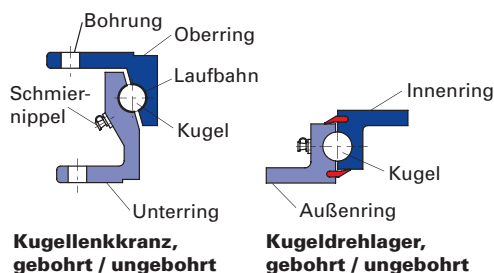 Bohrung
Oberring
Laufbahn
Schmier-
nippel
Kugel
Unterring
Kugellenkkranz,
gebohrt / ungebohrt
Innenring
Kugel
Außenring
Kugeldrehlager,
gebohrt / ungebohrt